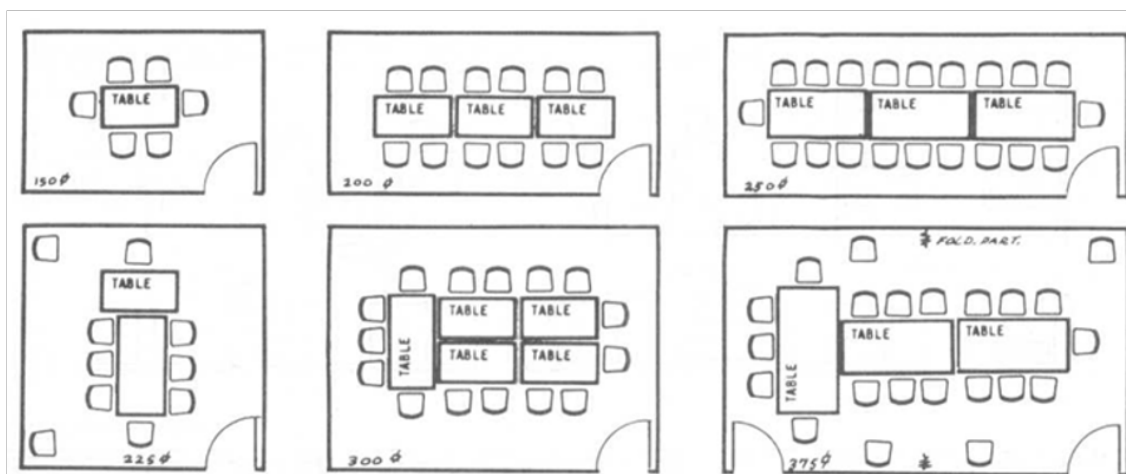 TABLE
150 ⌀
TABLE TABLE TABLE
200 ⌀
TABLE TABLE TABLE
250 ⌀
TABLE
225 ⌀
TABLE TABLE TABLE
TABLE TABLE
300 ⌀
FOLD. PART.
TABLE TABLE TABLE
375 ⌀